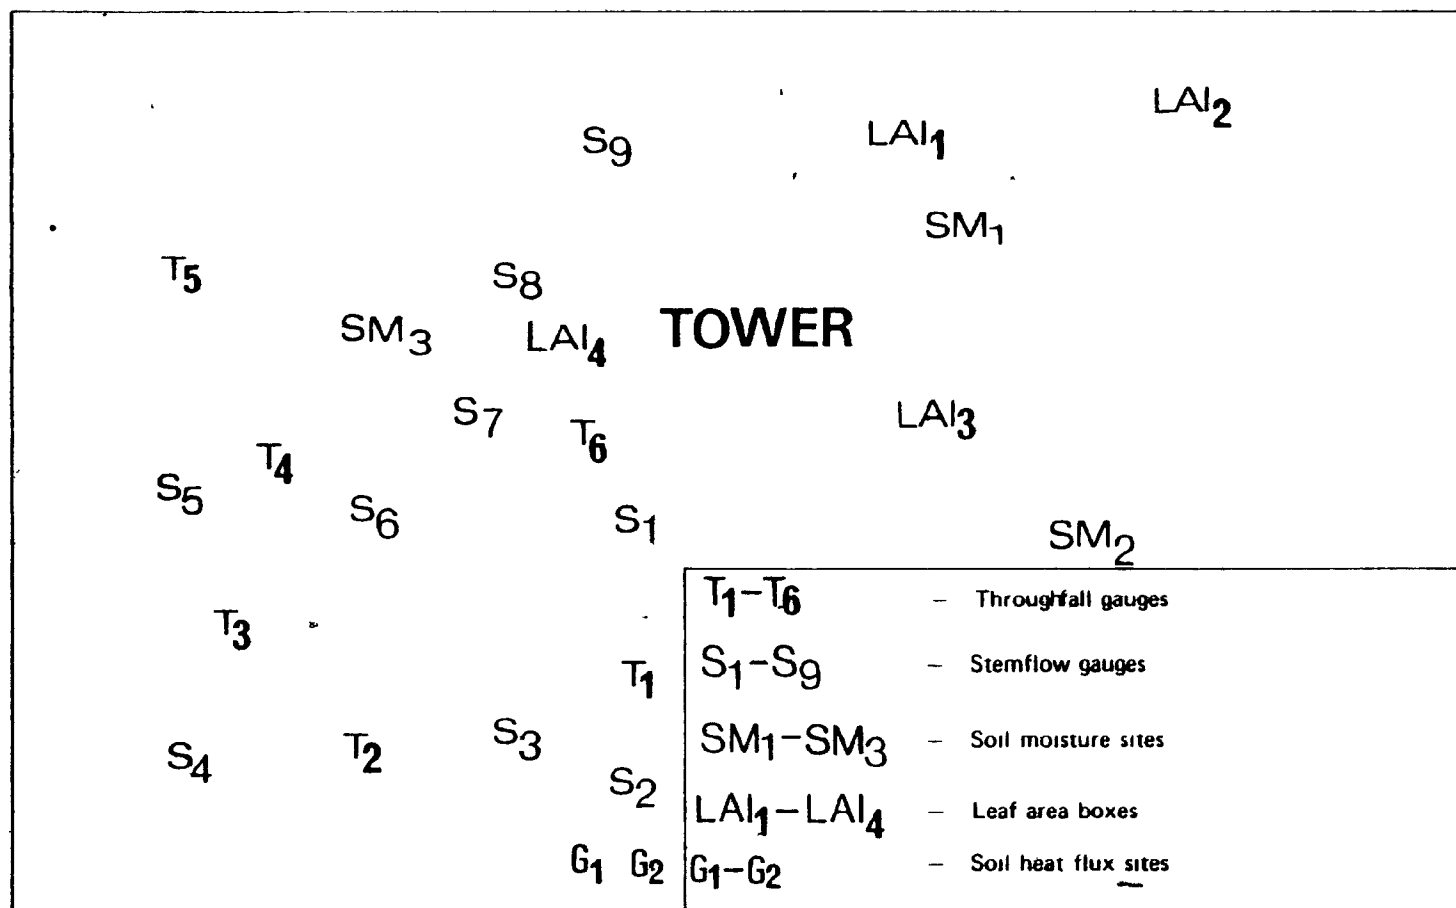 LAI₂
S₉ LAI₁
SM₁
T₅ S₈
SM₃ LAI₄ TOWER
S₇ T₆ LAI₃
T₄
S₅ S₆ S₁ SM₂
T₁–T₆ – Throughfall gauges
T₃
T₁ S₁–S₉ – Stemflow gauges
S₄ T₂ S₃ SM₁–SM₃ – Soil moisture sites
S₂
LAI₁–LAI₄ – Leaf area boxes
G₁ G₂ G₁–G₂ – Soil heat flux sites